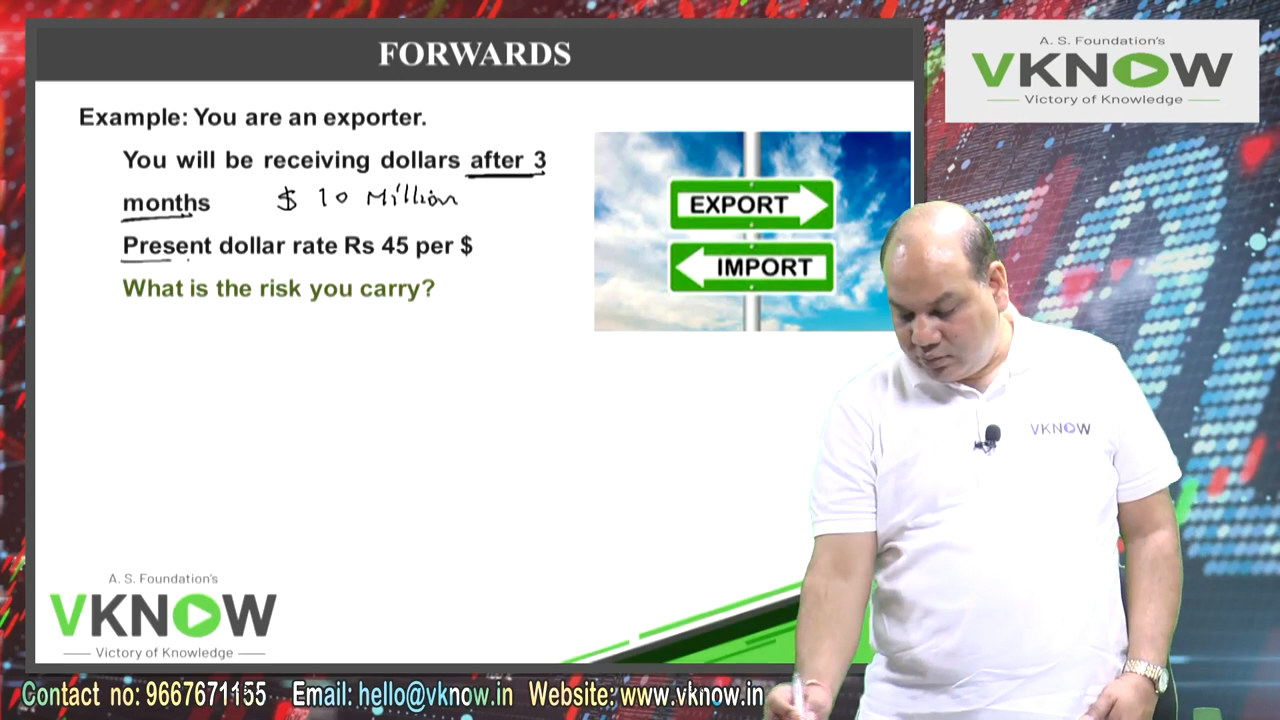 FORWARDS
A. S. Foundation's
VKNOW
Victory of Knowledge
Example: You are an exporter.
You will be receiving dollars after 3
months $ 10 Million
Present dollar rate Rs 45 per $
What is the risk you carry?
EXPORT
IMPORT
VKNOW
A. S. Foundation's
VKNOW
Victory of Knowledge
Contact no: 9667671155 Email: hello@vknow.in Website: www.vknow.in